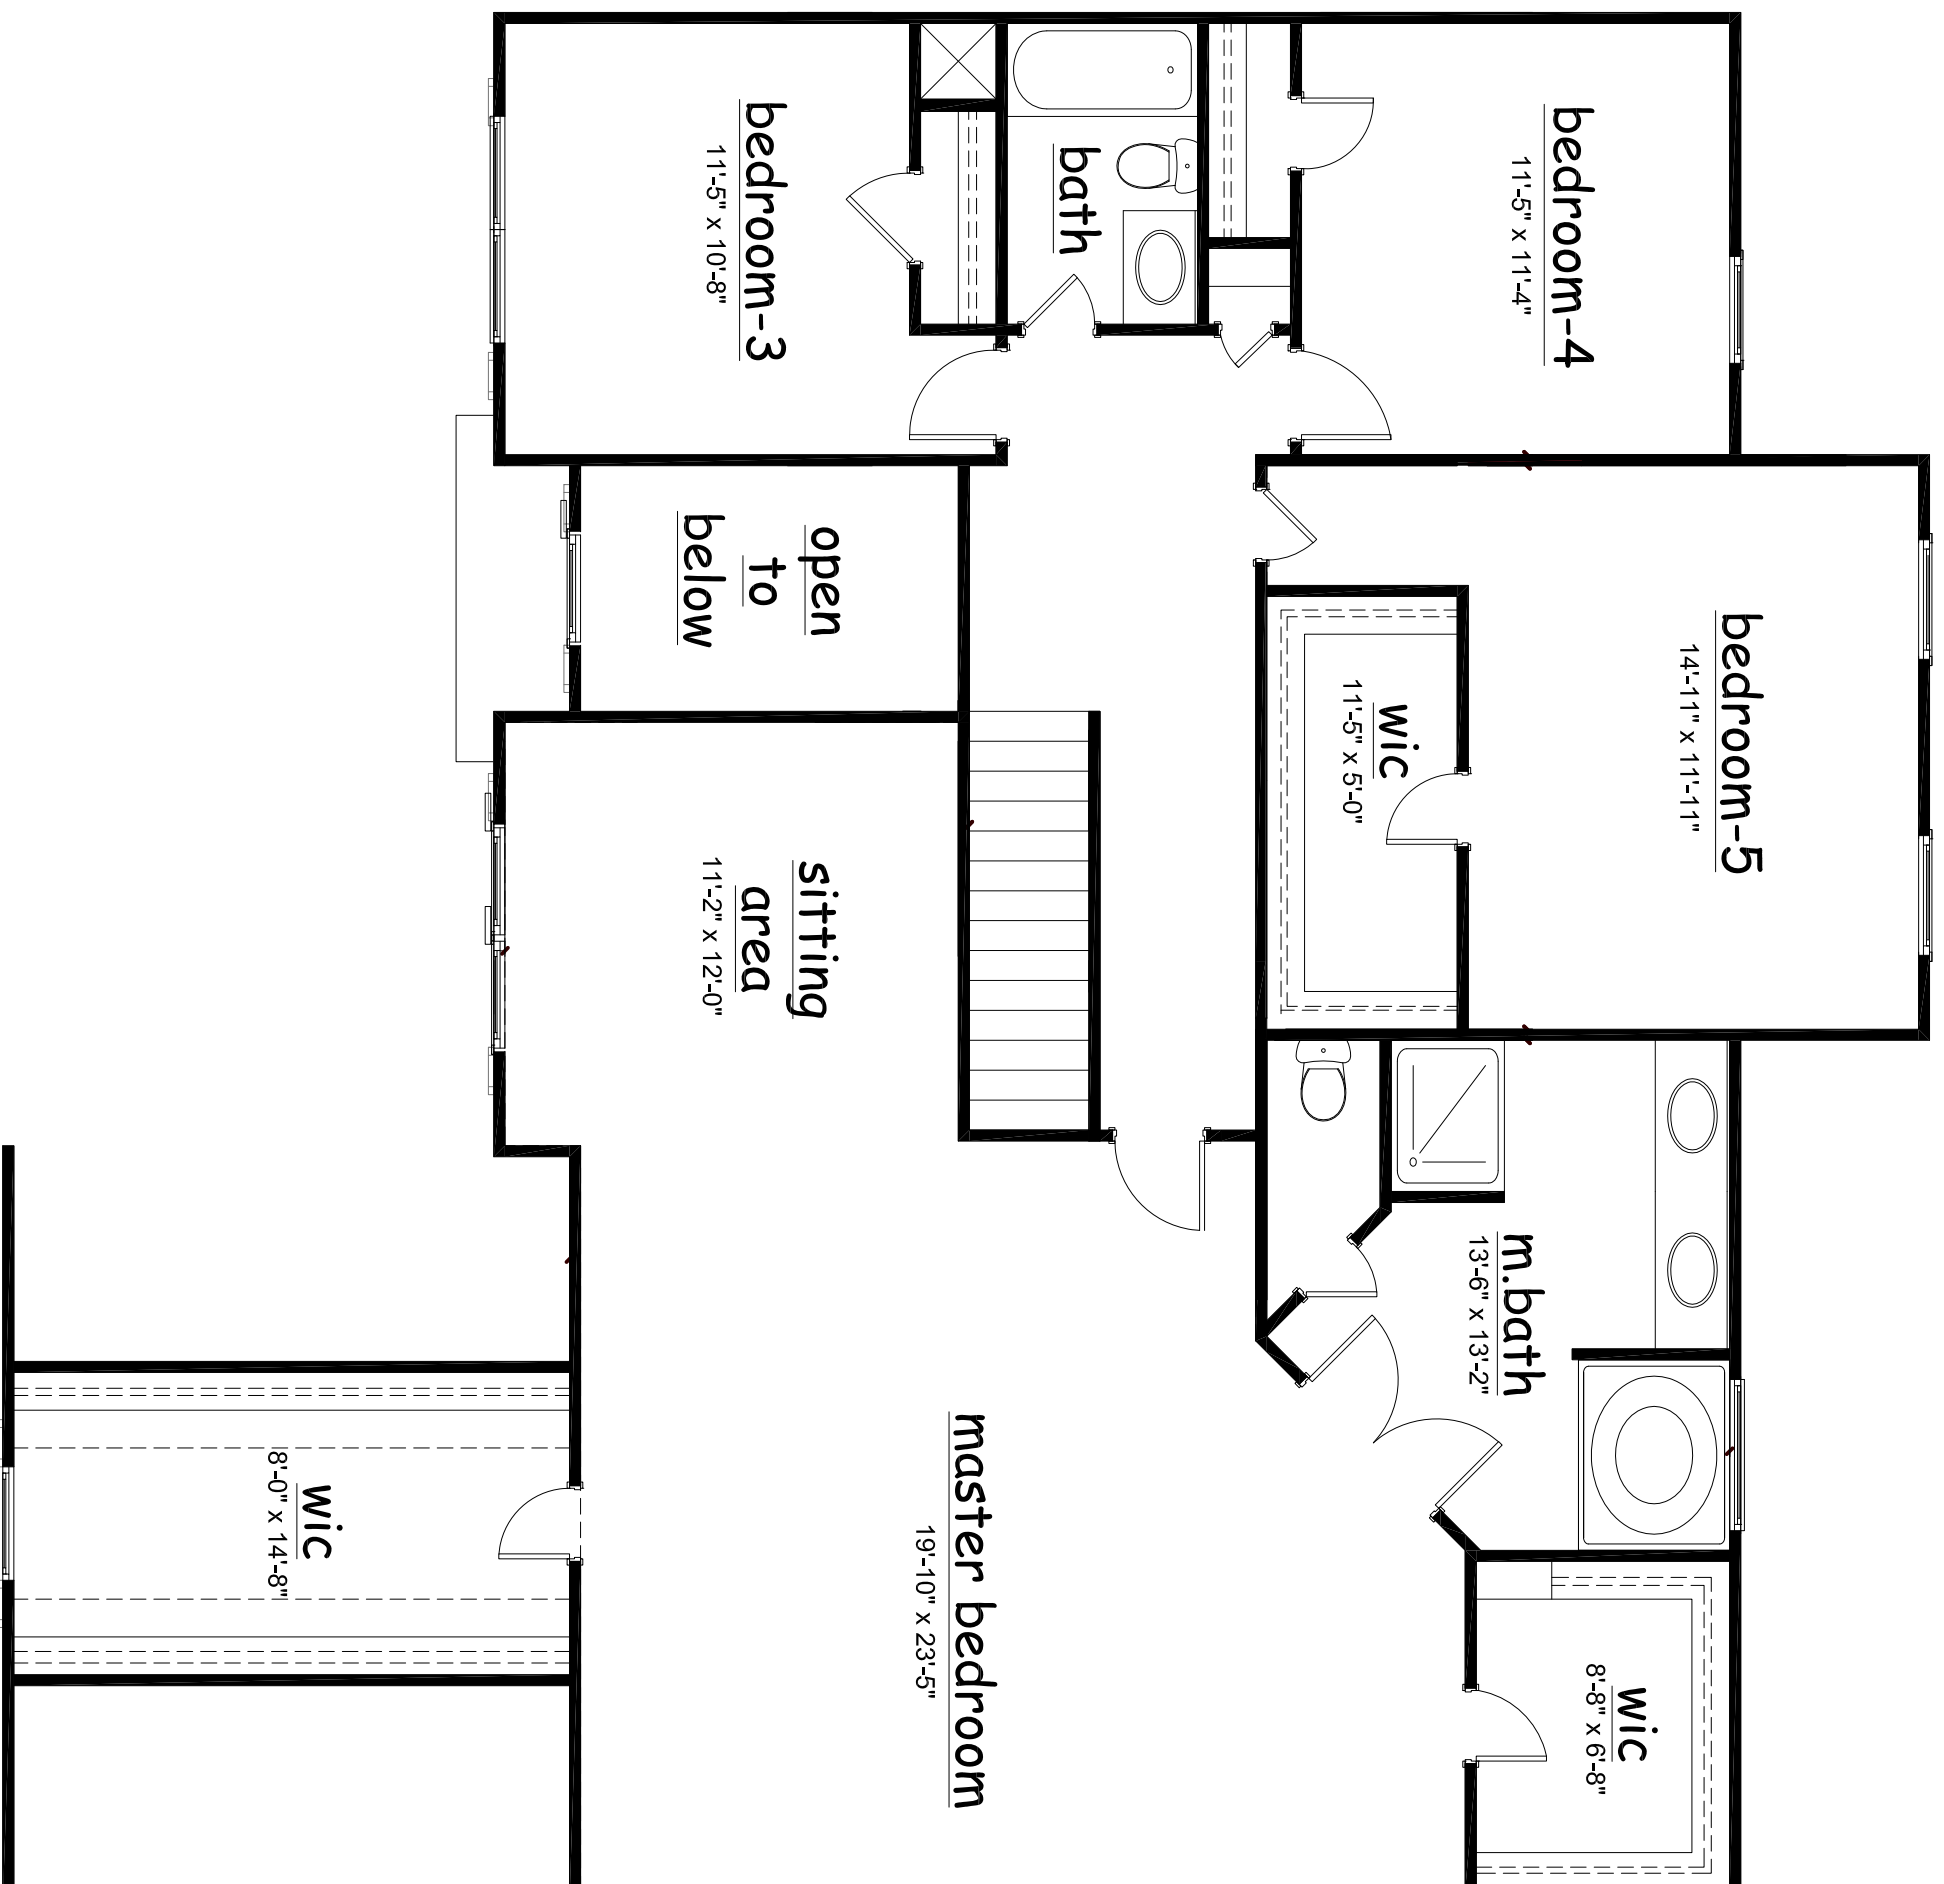 bedroom-4
11'-5" x 11'-4"
bedroom-3
11'-5" x 10'-8"
bath
bedroom-5
14'-11" x 11'-11"
wic
11'-5" x 5'-0"
open
to
below
sitting
area
11'-2" x 12'-0"
m.bath
13'-6" x 13'-2"
master bedroom
19'-10" x 23'-5"
wic
8'-8" x 6'-8"
wic
8'-0" x 14'-8"